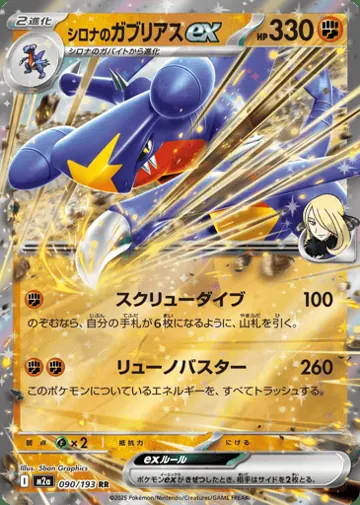 2進化
シロナのガブリアスex HP330
シロナのガバイトから進化
スクリューダイブ 100
のぞむなら、自分の手札が6枚になるように、山札を引く。
リューノバスター 260
このポケモンについているエネルギーを、すべてトラッシュする。
弱点 ×2 抵抗力 にげる
exルール
ポケモンexがきぜつしたとき、相手はサイドを2枚とる。
Illus. 5ban Graphics
I m2a 090/193 RR
©2025 Pokémon/Nintendo/Creatures/GAME FREAK.